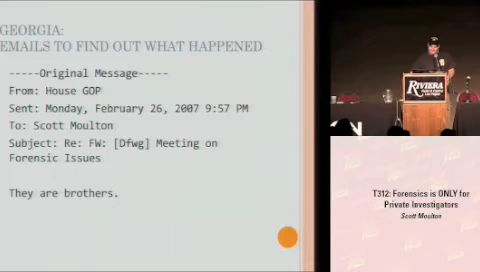 GEORGIA:
EMAILS TO FIND OUT WHAT HAPPENED
-----Original Message-----
From: House GOP
Sent: Monday, February 26, 2007 9:57 PM
To: Scott Moulton
Subject: Re: FW: [Dfwg] Meeting on
Forensic Issues
They are brothers.
RIVIERA
T312: Forensics is ONLY for
Private Investigators
Scott Moulton